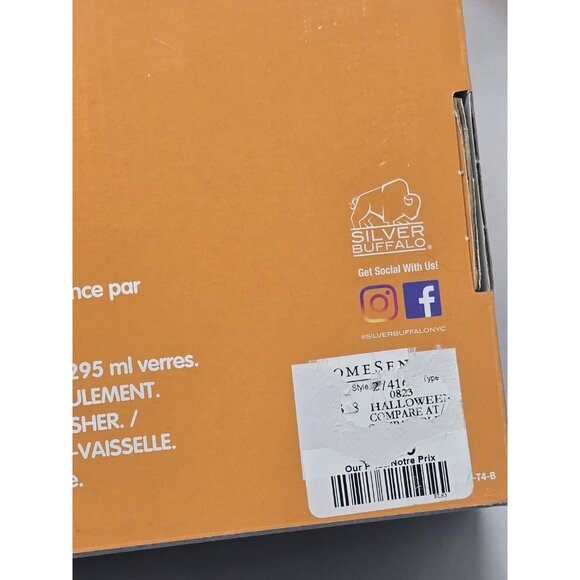 SILVER
BUFFALO®
Get Social With Us!
#SILVERBUFFALONYC
nce par
295 ml verres.
ULEMENT.
SHER. /
-VAISSELLE.
e.
OMESEN
Style 2741 Type
0823
HALLOWEEN
COMPARE AT/
Our Notre Prix
-T4-B